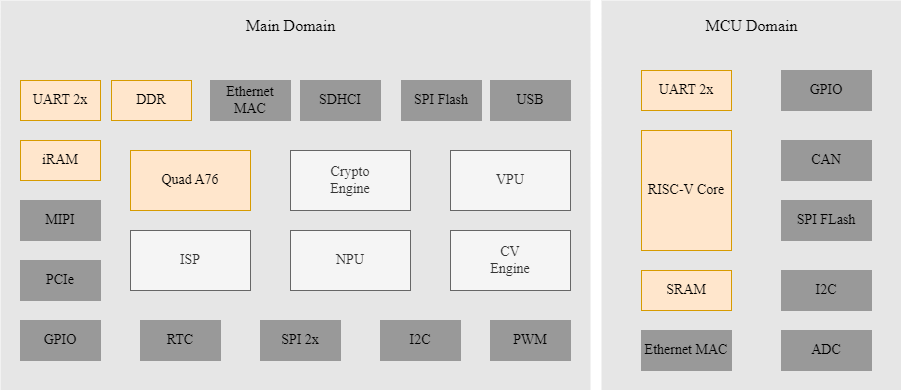 Main Domain
UART 2x
DDR
Ethernet
MAC
SDHCI
SPI Flash
USB
iRAM
Quad A76
Crypto
Engine
VPU
MIPI
ISP
NPU
CV
Engine
PCIe
GPIO
RTC
SPI 2x
I2C
PWM
MCU Domain
UART 2x
GPIO
RISC-V Core
CAN
SPI FLash
SRAM
I2C
Ethernet MAC
ADC